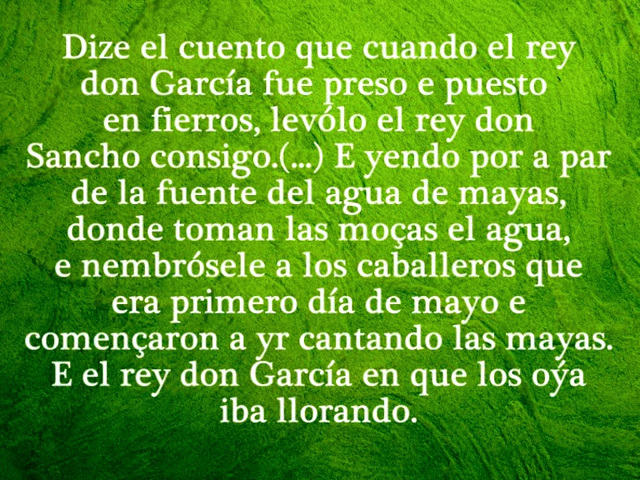 Dize el cuento que cuando el rey
don García fue preso e puesto
en fierros, levólo el rey don
Sancho consigo.(...) E yendo por a par
de la fuente del agua de mayas,
donde toman las moças el agua,
e nembrósele a los caballeros que
era primero día de mayo e
començaron a yr cantando las mayas.
E el rey don García en que los oýa
iba llorando.